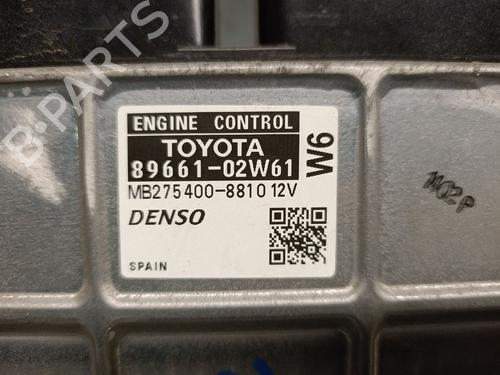 B-PARTS
ENGINE CONTROL
TOYOTA
89661-02W61
W6
MB275400-8810 12V
DENSO
SPAIN